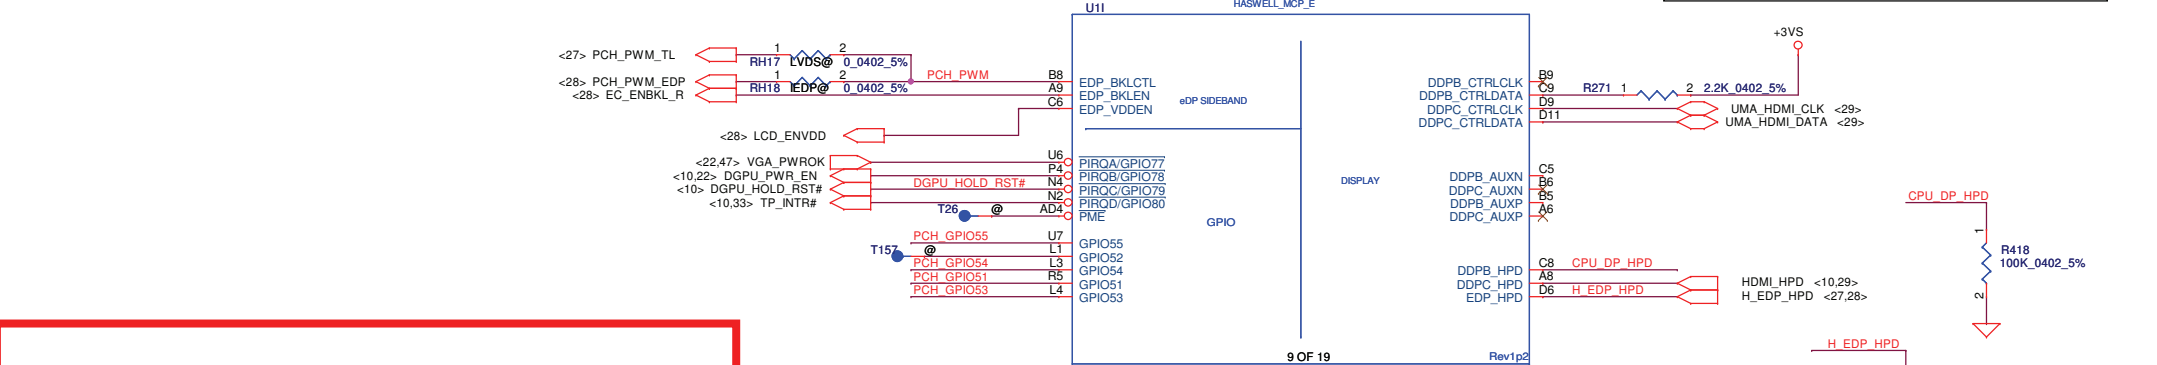 U1I
HASWELL_MCP_E
+3VS
<27> PCH_PWM_TL
1 2
RH17 LVDS@ 0_0402_5%
<28> PCH_PWM_EDP
1 2
RH18 IEDP@ 0_0402_5%
<28> EC_ENBKL_R
PCH_PWM
B8 EDP_BKLCTL
A9 EDP_BKLEN
C6 EDP_VDDEN
eDP SIDEBAND
DDPB_CTRLCLK B9
DDPB_CTRLDATA C9
DDPC_CTRLCLK D9
DDPC_CTRLDATA D11
R271 1 2 2.2K_0402_5%
UMA_HDMI_CLK <29>
UMA_HDMI_DATA <29>
<28> LCD_ENVDD
<22,47> VGA_PWROK
<10,22> DGPU_PWR_EN
<10> DGPU_HOLD_RST#
<10,33> TP_INTR#
DGPU_HOLD_RST#
U6 PIRQA/GPIO77
P4 PIRQB/GPIO78
N4 PIRQC/GPIO79
N2 PIRQD/GPIO80
T26 @ AD4 PME
DISPLAY
GPIO
DDPB_AUXN C5
DDPC_AUXN B6
DDPB_AUXP B5
DDPC_AUXP A6
PCH_GPIO55 U7 GPIO55
T157 @ L1 GPIO52
PCH_GPIO54 L3 GPIO54
PCH_GPIO51 R5 GPIO51
PCH_GPIO53 L4 GPIO53
DDPB_HPD C8 CPU_DP_HPD
DDPC_HPD A8 HDMI_HPD <10,29>
EDP_HPD D6 H_EDP_HPD H_EDP_HPD <27,28>
CPU_DP_HPD
1
R418
100K_0402_5%
2
H_EDP_HPD
9 OF 19
Rev1p2